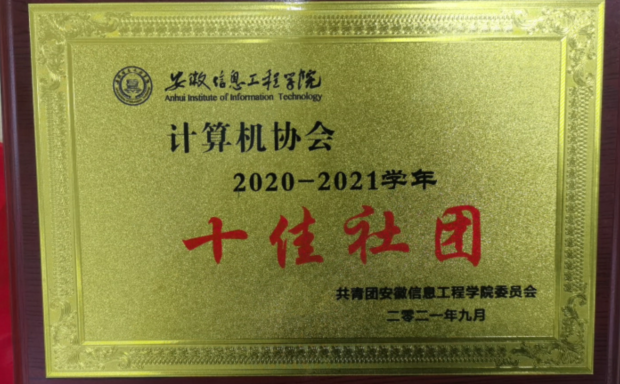 安徽信息工程学院
Anhui Institute of Information Technology
计算机协会
2020-2021学年
十佳社团
共青团安徽信息工程学院委员会
二零二一年九月